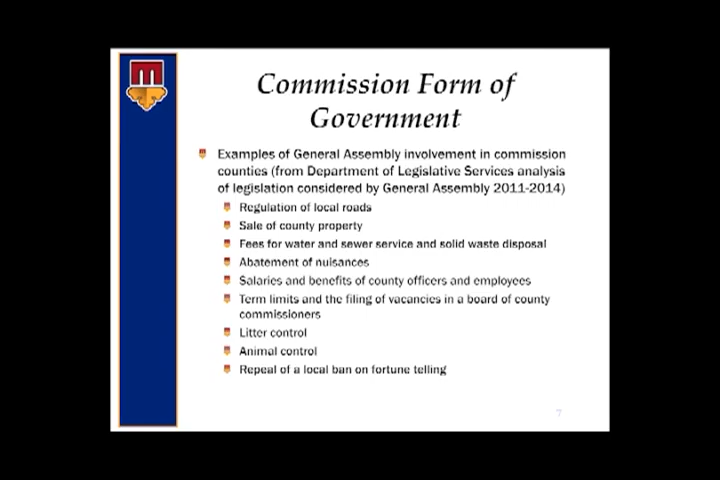 Commission Form of
Government
Examples of General Assembly involvement in commission
counties (from Department of Legislative Services analysis
of legislation considered by General Assembly 2011-2014)
Regulation of local roads
Sale of county property
Fees for water and sewer service and solid waste disposal
Abatement of nuisances
Salaries and benefits of county officers and employees
Term limits and the filing of vacancies in a board of county
commissioners
Litter control
Animal control
Repeal of a local ban on fortune telling
7